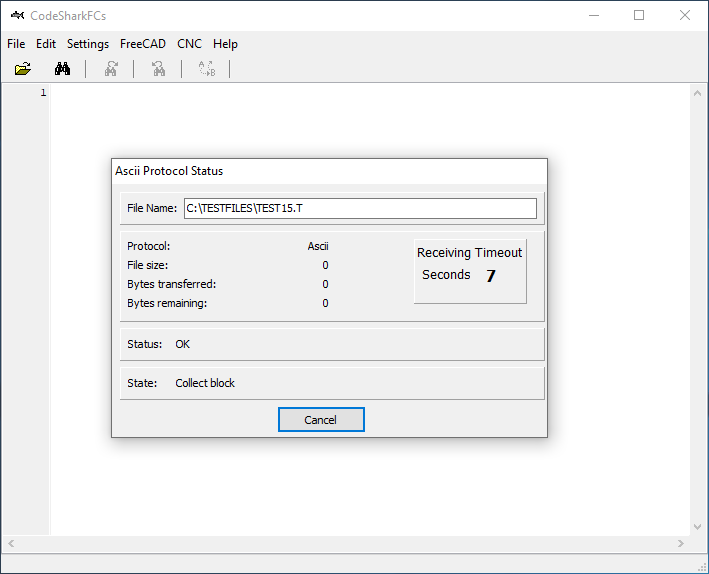 CodeSharkFCs
File Edit Settings FreeCAD CNC Help
A B
1
Ascii Protocol Status
File Name: C:\TESTFILES\TEST15.T
Protocol: Ascii
File size: 0
Bytes transferred: 0
Bytes remaining: 0
Receiving Timeout
Seconds 7
Status: OK
State: Collect block
Cancel